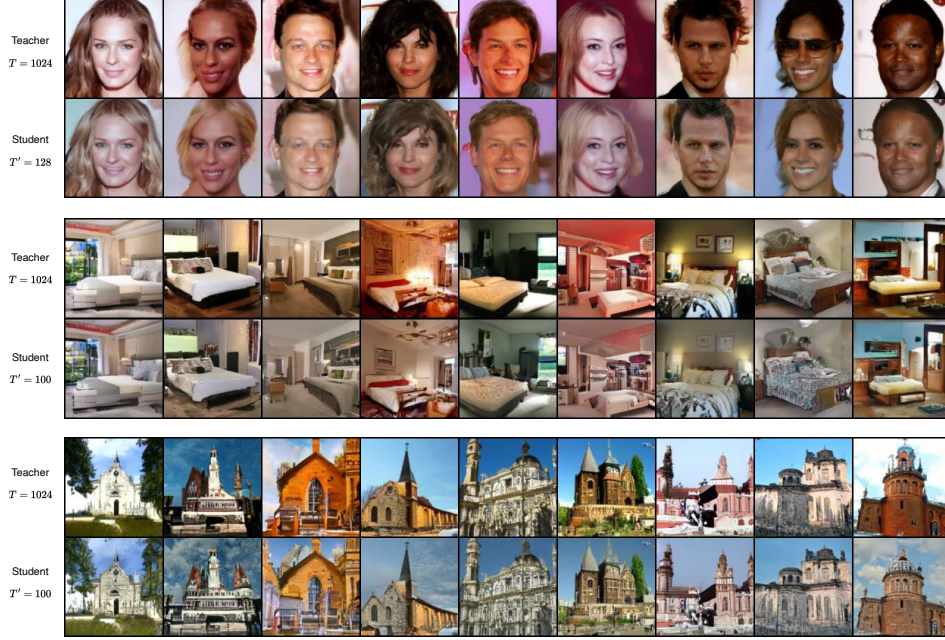 Teacher
T = 1024
Student
T′ = 128
Teacher
T = 1024
Student
T′ = 100
Teacher
T = 1024
Student
T′ = 100